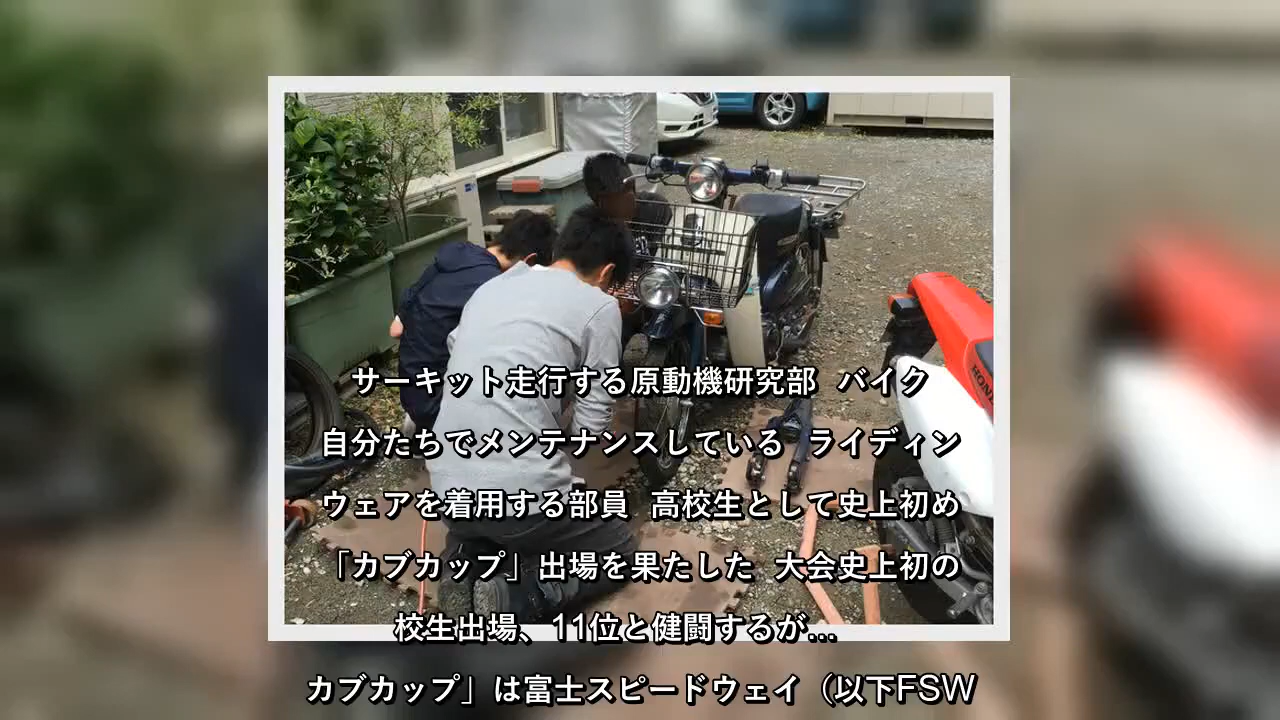 サーキット走行する原動機研究部 バイク
自分たちでメンテナンスしている ライディン
ウェアを着用する部員 高校生として史上初め
「カブカップ」出場を果たした 大会史上初の
校生出場、11位と健闘するが...
カブカップ」は富士スピードウェイ（以下FSW
HONDA